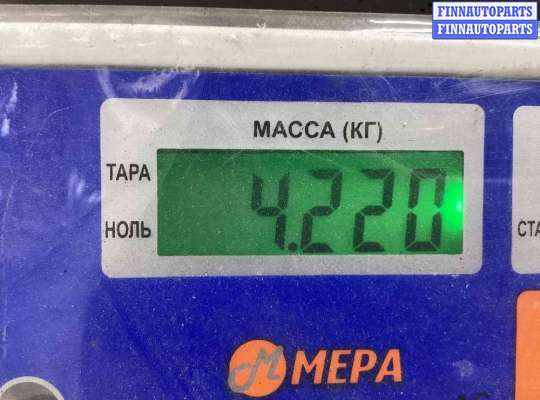 FINNAUTOPARTS
FINNAUTOPARTS
МАССА (КГ)
ТАРА
4.220
НОЛЬ
СТА
М МЕРА